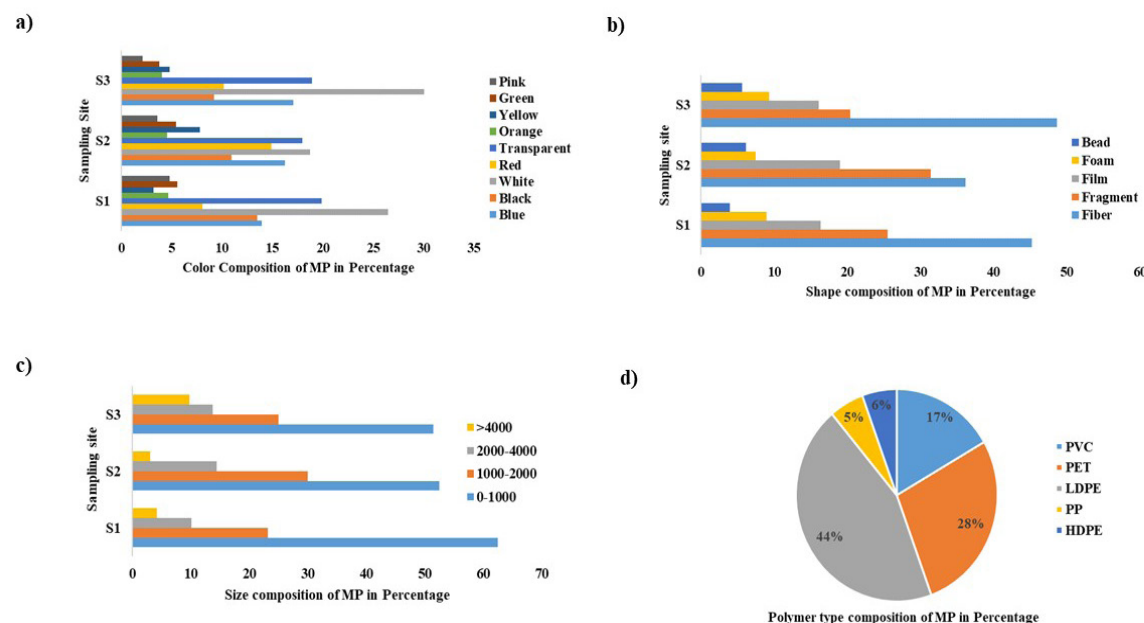 a)
Sampling Site
S3
S2
S1
0 5 10 15 20 25 30 35
Color Composition of MP in Percentage
Pink
Green
Yellow
Orange
Transparent
Red
White
Black
Blue
b)
Sampling site
S3
S2
S1
0 10 20 30 40 50 60
Shape composition of MP in Percentage
Bead
Foam
Film
Fragment
Fiber
c)
Sampling site
S3
S2
S1
0 10 20 30 40 50 60 70
Size composition of MP in Percentage
>4000
2000-4000
1000-2000
0-1000
d)
5% 6% 17%
28%
44%
PVC
PET
LDPE
PP
HDPE
Polymer type composition of MP in Percentage